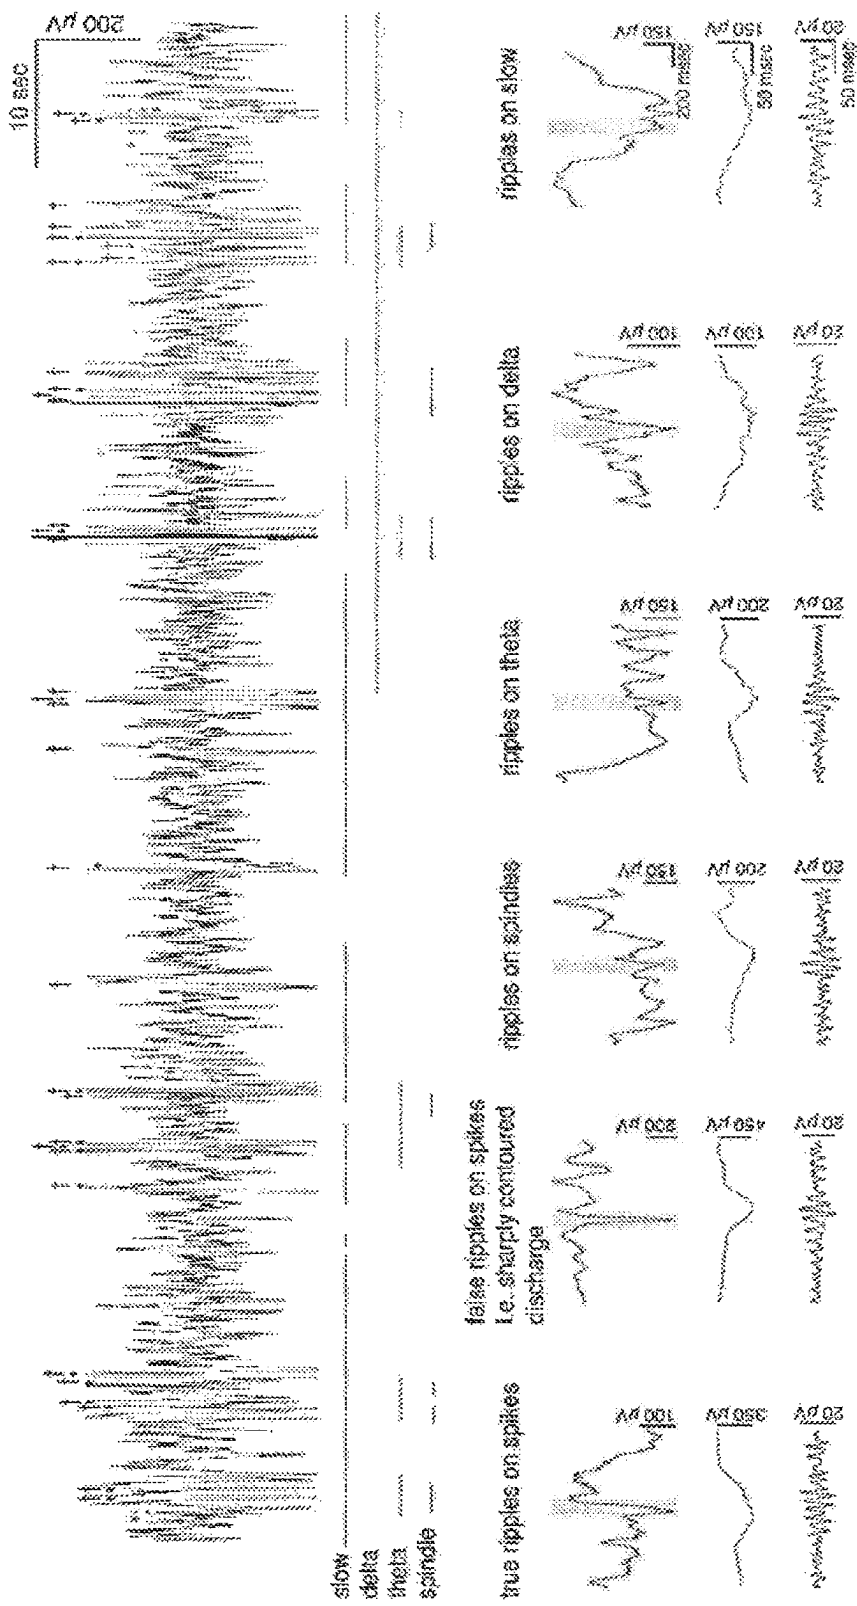 10 sec
200 µV
slow
delta
theta
spindle
true ripples on spikes
false ripples on spikes
i.e. sharply contoured
discharge
ripples on spindles
ripples on theta
ripples on delta
ripples on slow
100 µV
150 µV
150 µV
100 µV
150 µV
200 msec
350 µV
450 µV
200 µV
200 µV
100 µV
150 µV
50 msec
20 µV
20 µV
20 µV
20 µV
20 µV
20 µV
50 msec